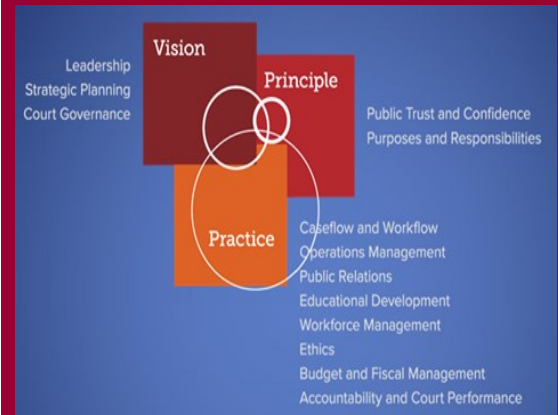 Vision
Leadership
Strategic Planning
Court Governance
Principle
Public Trust and Confidence
Purposes and Responsibilities
Practice
Caseflow and Workflow
Operations Management
Public Relations
Educational Development
Workforce Management
Ethics
Budget and Fiscal Management
Accountability and Court Performance